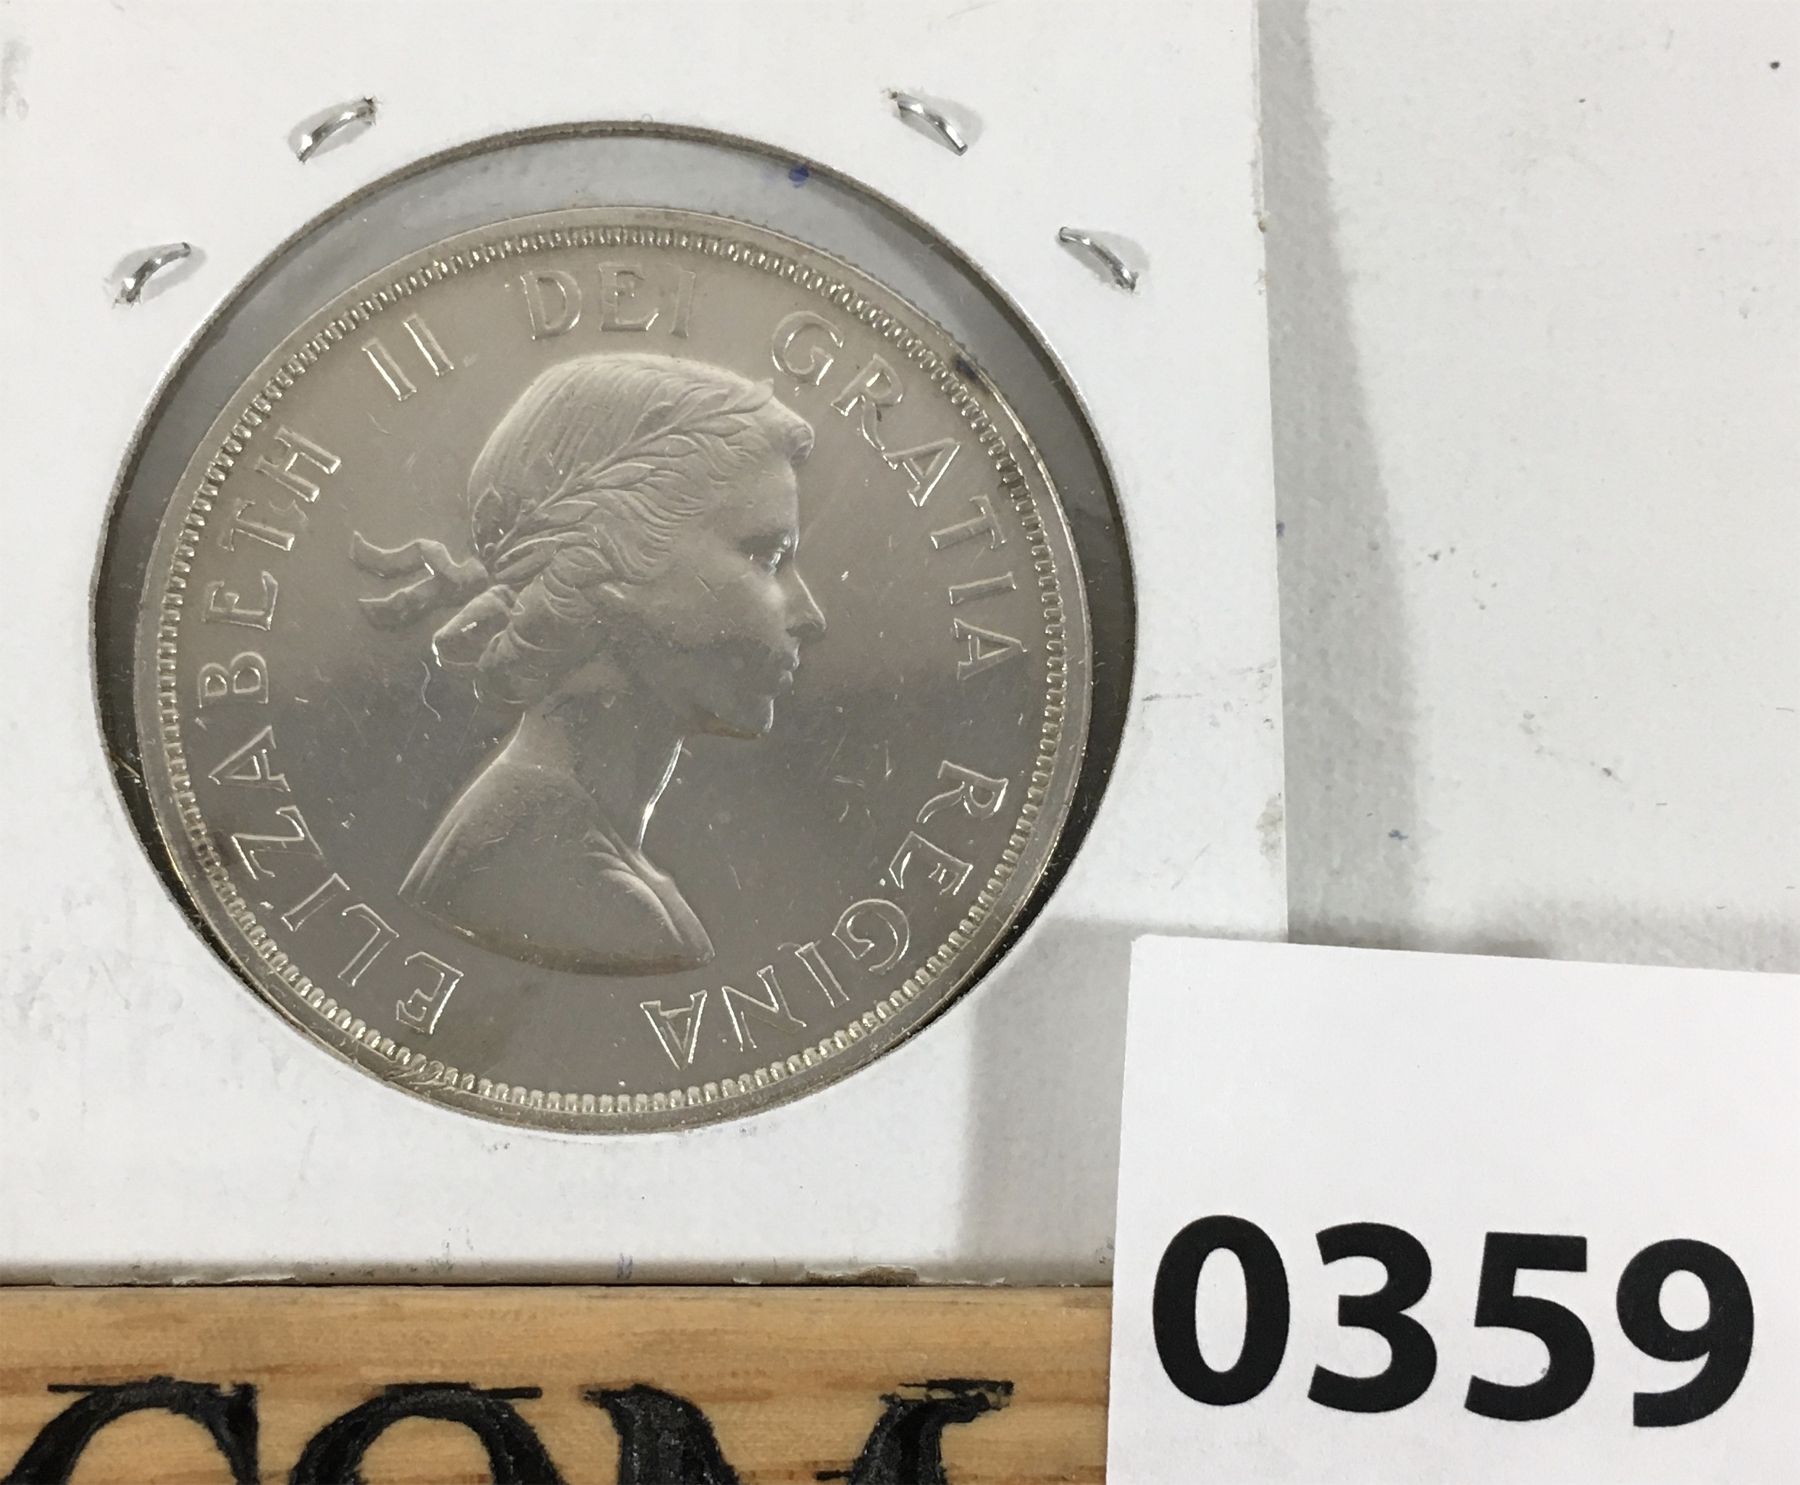 ELIZABETH II DEI GRATIA REGINA
0359
COM